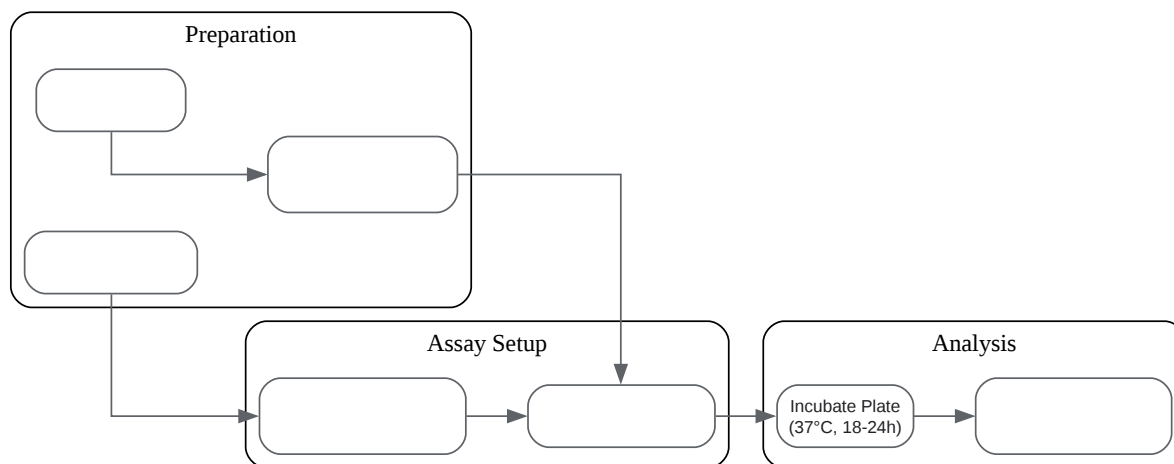 Preparation
Assay Setup
Analysis
Incubate Plate
(37°C, 18-24h)